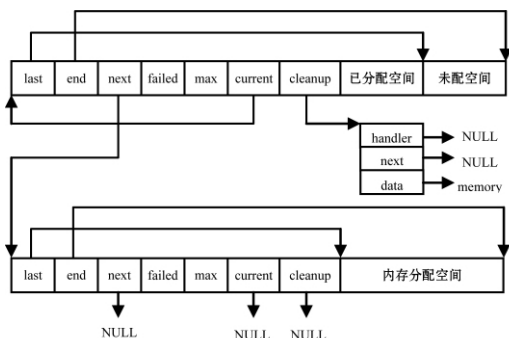 last end next failed max current cleanup 已分配空间 未配空间
handler NULL
next NULL
data memory
last end next failed max current cleanup 内存分配空间
NULL NULL NULL